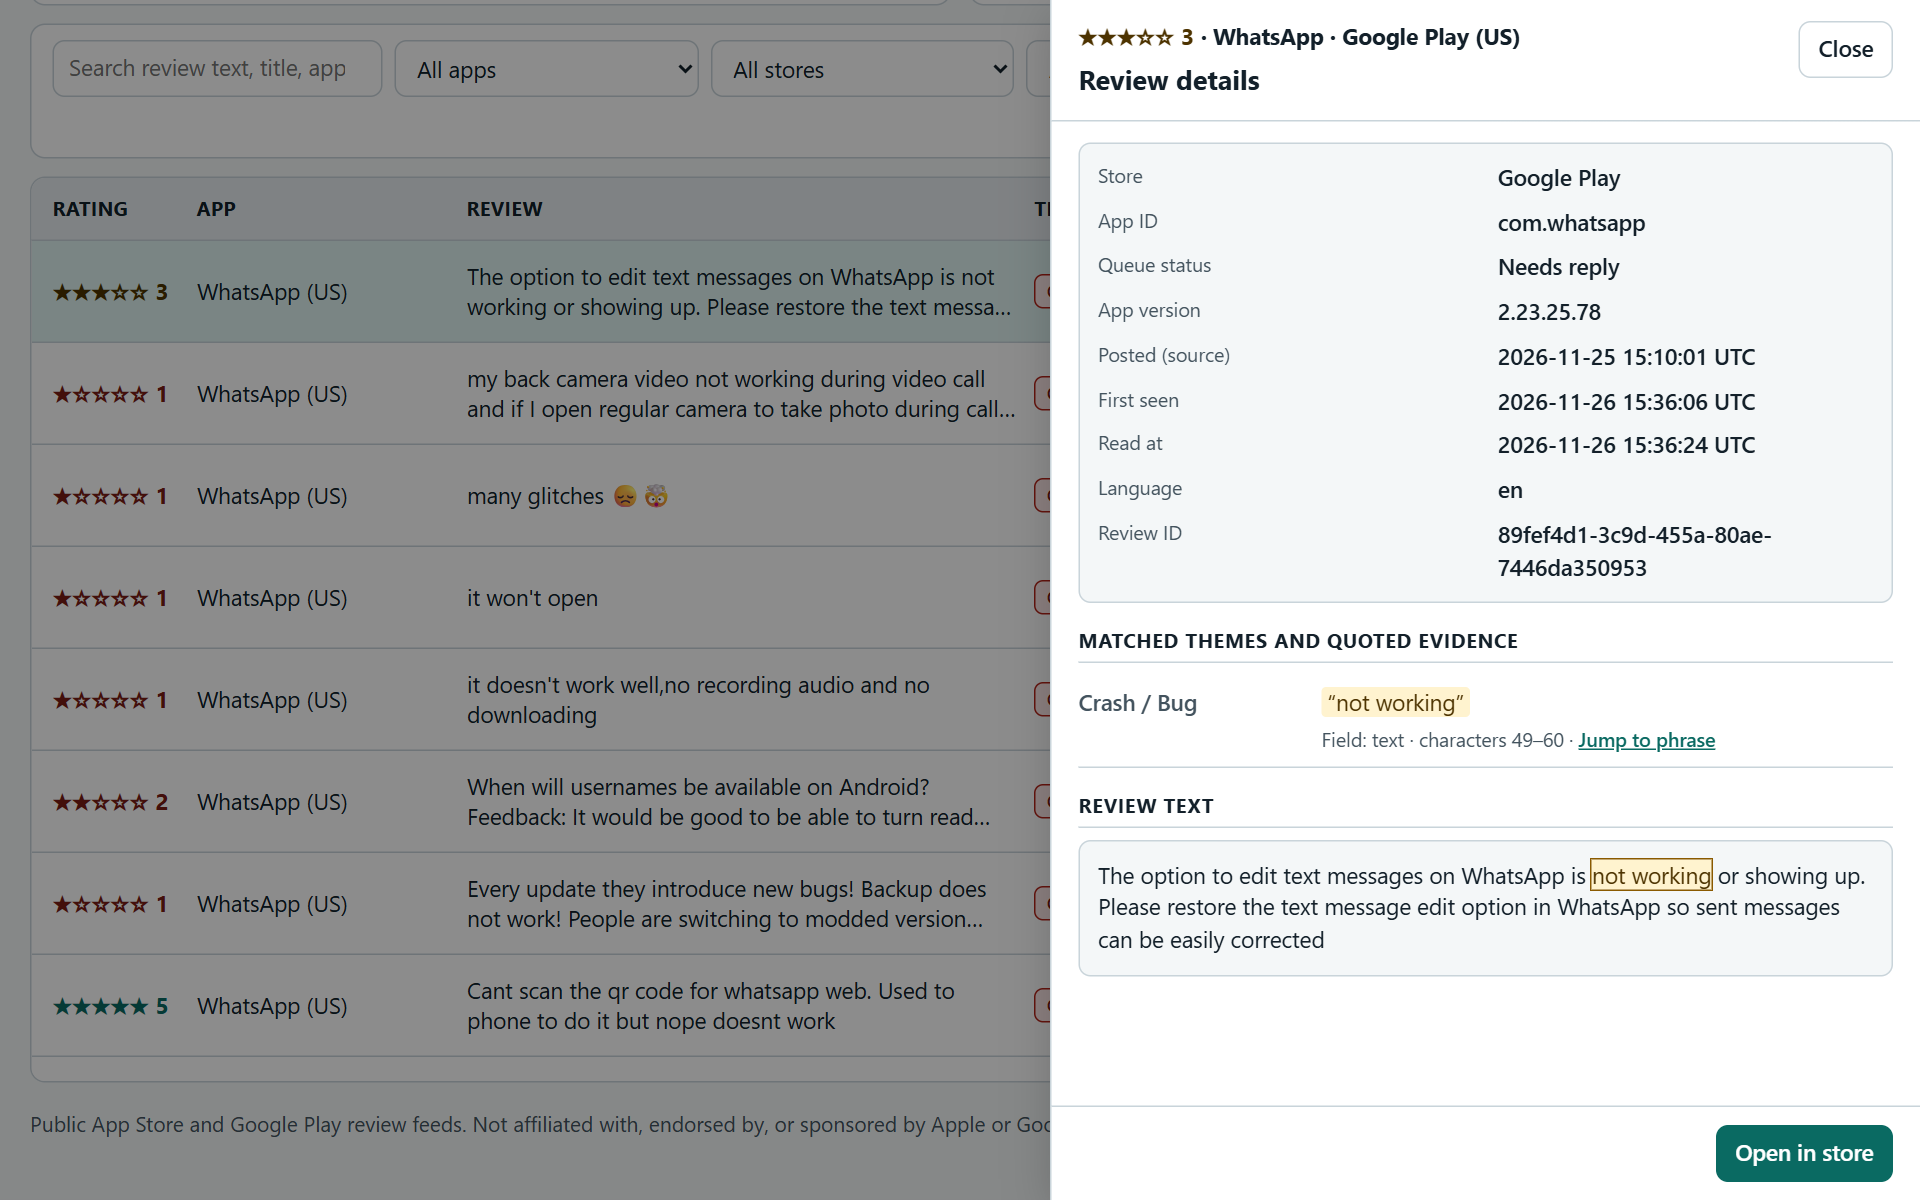 Search review text, title, app
All apps
All stores
RATING
APP
REVIEW
★★★☆☆ 3
WhatsApp (US)
The option to edit text messages on WhatsApp is not
working or showing up. Please restore the text messa...
★☆☆☆☆ 1
WhatsApp (US)
my back camera video not working during video call
and if I open regular camera to take photo during call...
★☆☆☆☆ 1
WhatsApp (US)
many glitches 😞 🤯
★☆☆☆☆ 1
WhatsApp (US)
it won't open
★☆☆☆☆ 1
WhatsApp (US)
it doesn't work well,no recording audio and no
downloading
★★☆☆☆ 2
WhatsApp (US)
When will usernames be available on Android?
Feedback: It would be good to be able to turn read...
★☆☆☆☆ 1
WhatsApp (US)
Every update they introduce new bugs! Backup does
not work! People are switching to modded version...
★★★★★ 5
WhatsApp (US)
Cant scan the qr code for whatsapp web. Used to
phone to do it but nope doesnt work
Public App Store and Google Play review feeds. Not affiliated with, endorsed by, or sponsored by Apple or
★★★☆☆ 3 · WhatsApp · Google Play (US)
Review details
Close
Store
Google Play
App ID
com.whatsapp
Queue status
Needs reply
App version
2.23.25.78
Posted (source)
2026-11-25 15:10:01 UTC
First seen
2026-11-26 15:36:06 UTC
Read at
2026-11-26 15:36:24 UTC
Language
en
Review ID
89fef4d1-3c9d-455a-80ae-
7446da350953
MATCHED THEMES AND QUOTED EVIDENCE
Crash / Bug
“not working”
Field: text · characters 49–60 · Jump to phrase
REVIEW TEXT
The option to edit text messages on WhatsApp is not working or showing up.
Please restore the text message edit option in WhatsApp so sent messages
can be easily corrected
Open in store